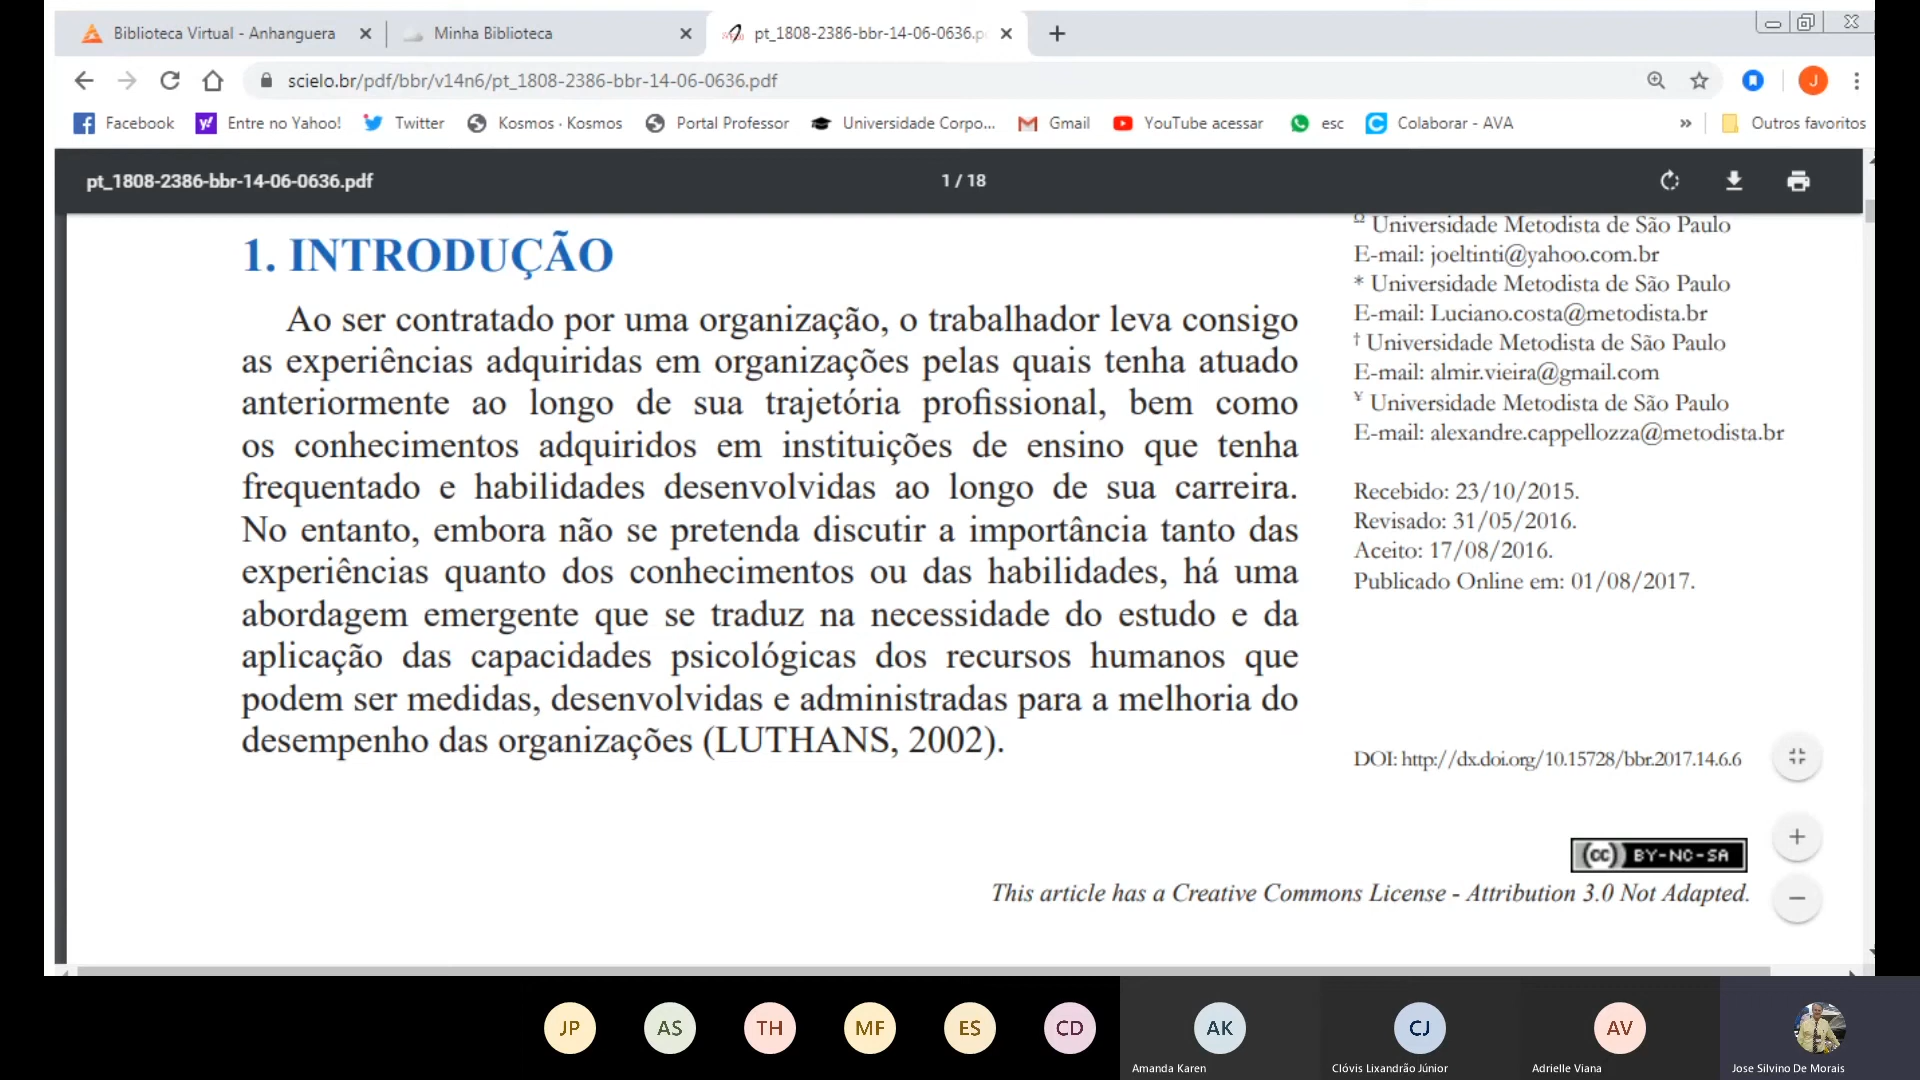 Biblioteca Virtual - Anhanguera
Minha Biblioteca
pt_1808-2386-bbr-14-06-0636.p
scielo.br/pdf/bbr/v14n6/pt_1808-2386-bbr-14-06-0636.pdf
J
Facebook
Entre no Yahoo!
Twitter
Kosmos · Kosmos
Portal Professor
Universidade Corpo...
Gmail
YouTube acessar
esc
Colaborar - AVA
»
Outros favoritos
pt_1808-2386-bbr-14-06-0636.pdf
1 / 18
1. INTRODUÇÃO
Ao ser contratado por uma organização, o trabalhador leva consigo
as experiências adquiridas em organizações pelas quais tenha atuado
anteriormente ao longo de sua trajetória profissional, bem como
os conhecimentos adquiridos em instituições de ensino que tenha
frequentado e habilidades desenvolvidas ao longo de sua carreira.
No entanto, embora não se pretenda discutir a importância tanto das
experiências quanto dos conhecimentos ou das habilidades, há uma
abordagem emergente que se traduz na necessidade do estudo e da
aplicação das capacidades psicológicas dos recursos humanos que
podem ser medidas, desenvolvidas e administradas para a melhoria do
desempenho das organizações (LUTHANS, 2002).
Ω Universidade Metodista de São Paulo
E-mail: joeltinti@yahoo.com.br
* Universidade Metodista de São Paulo
E-mail: Luciano.costa@metodista.br
† Universidade Metodista de São Paulo
E-mail: almir.vieira@gmail.com
¥ Universidade Metodista de São Paulo
E-mail: alexandre.cappellozza@metodista.br
Recebido: 23/10/2015.
Revisado: 31/05/2016.
Aceito: 17/08/2016.
Publicado Online em: 01/08/2017.
DOI: http://dx.doi.org/10.15728/bbr.2017.14.6.6
(cc) BY-NC-SA
This article has a Creative Commons License - Attribution 3.0 Not Adapted.
JP
AS
TH
MF
ES
CD
AK
CJ
AV
Amanda Karen
Clóvis Lixandrão Júnior
Adrielle Viana
Jose Silvino De Morais